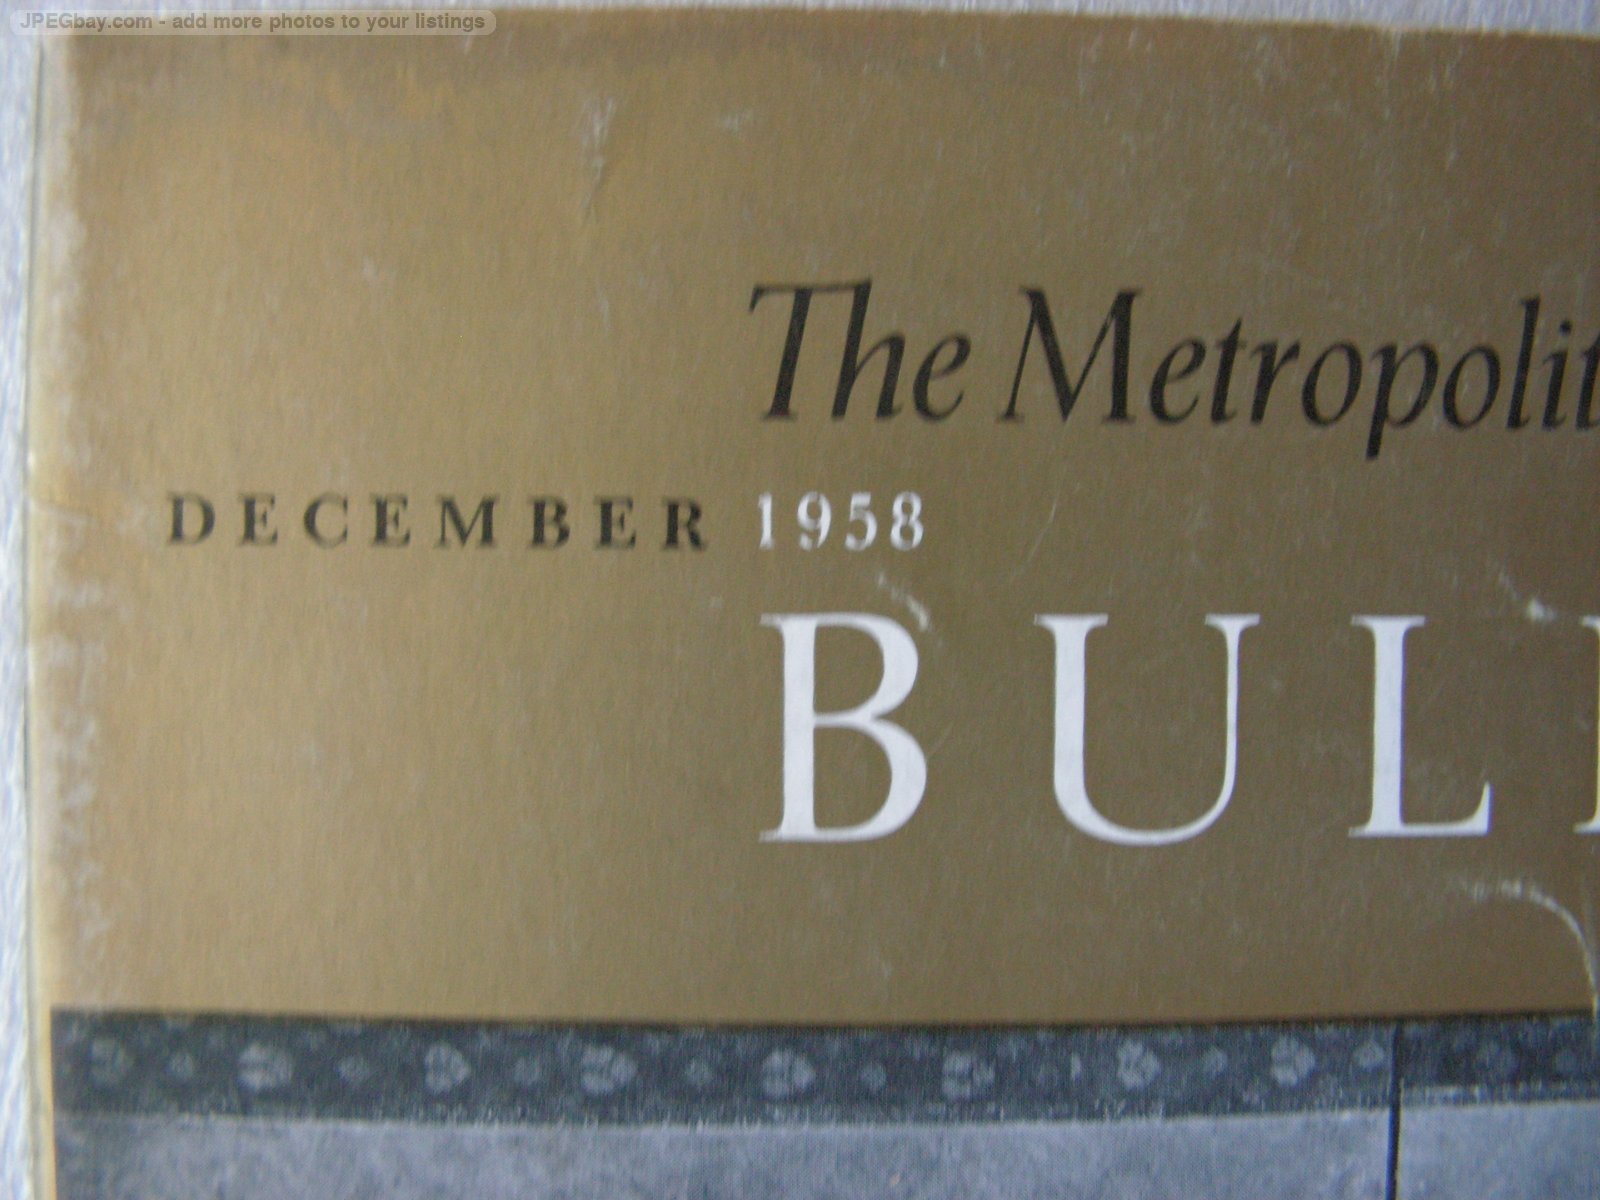 JPEGbay.com - add more photos to your listings
The Metropolit
DECEMBER 1958
BUL